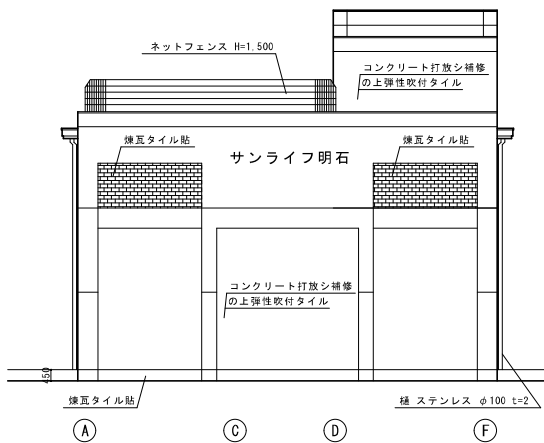 ネットフェンス H=1,500
コンクリート打放シ補修
の上弾性吹付タイル
煉瓦タイル貼
サンライフ明石
煉瓦タイル貼
コンクリート打放シ補修
の上弾性吹付タイル
450
煉瓦タイル貼
樋 ステンレス φ100 t=2
A
C
D
F